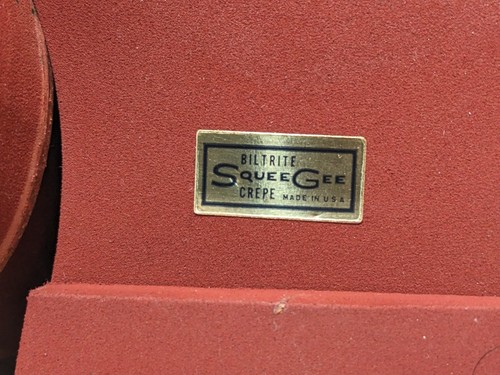 BILTRITE
SQUEEGEE
CREPE MADE IN U S A